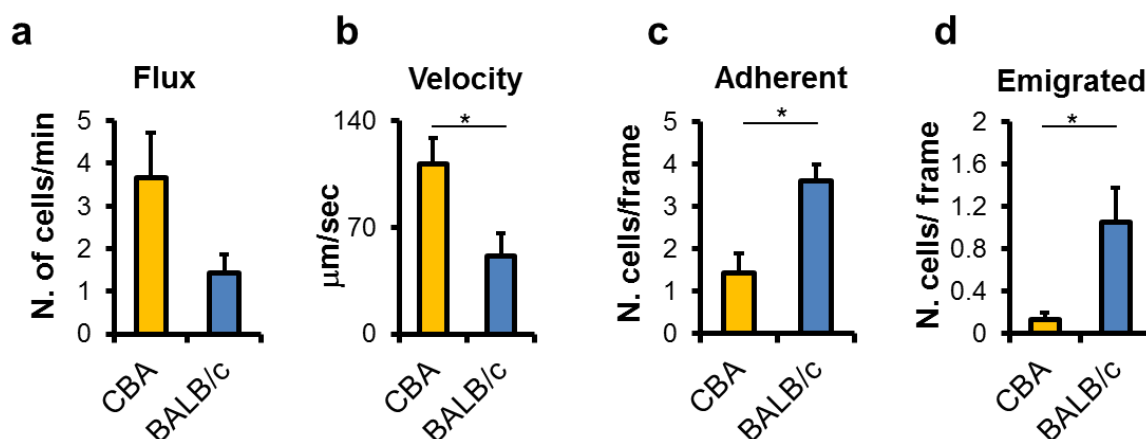 a
Flux
N. of cells/min
5
4
3
2
1
0
CBA
BALB/c
b
Velocity
µm/sec
140
70
0
*
CBA
BALB/c
c
Adherent
N. cells/frame
5
4
3
2
1
0
*
CBA
BALB/c
d
Emigrated
N. cells/ frame
2
1.6
1.2
0.8
0.4
0
*
CBA
BALB/c